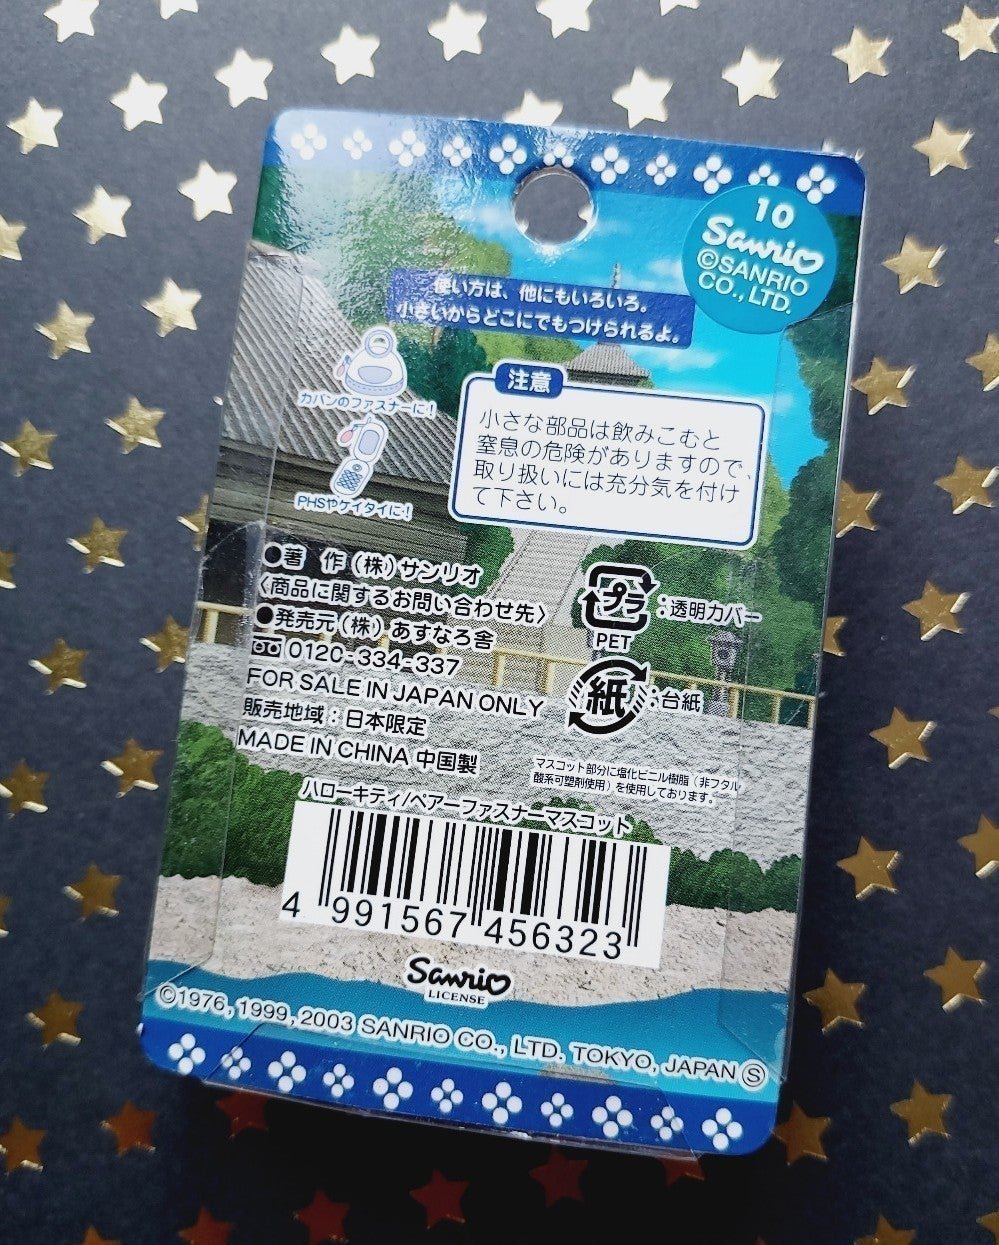 10
Sanrio
©SANRIO
CO., LTD.
使い方は、他にもいろいろ。
小さいからどこにでもつけられるよ。
カバンのファスナーに!
PHSやケイタイに!
注意
小さな部品は飲みこむと
窒息の危険がありますので、
取り扱いには充分気を付け
て下さい。
●著 作(株)サンリオ
〈商品に関するお問い合わせ先〉
●発売元(株)あすなろ舎
0120-334-337
FOR SALE IN JAPAN ONLY
販売地域:日本限定
MADE IN CHINA 中国製
プラ:透明カバー
PET
紙:台紙
マスコット部分に塩化ビニル樹脂(非フタル
酸系可塑剤使用)を使用しております。
ハローキティ/ペアーファスナーマスコット
4 991567 456323
Sanrio
LICENSE
©1976, 1999, 2003 SANRIO CO., LTD. TOKYO, JAPAN Ⓢ